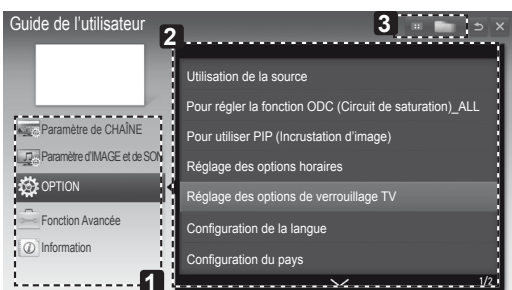 Guide de l'utilisateur
3
2
Paramètre de CHAÎNE
Paramètre d'IMAGE et de SON
OPTION
Fonction Avancée
Information
1
Utilisation de la source
Pour régler la fonction ODC (Circuit de saturation)_ALL
Pour utiliser PIP (Incrustation d'image)
Réglage des options horaires
Réglage des options de verrouillage TV
Configuration de la langue
Configuration du pays
1/2